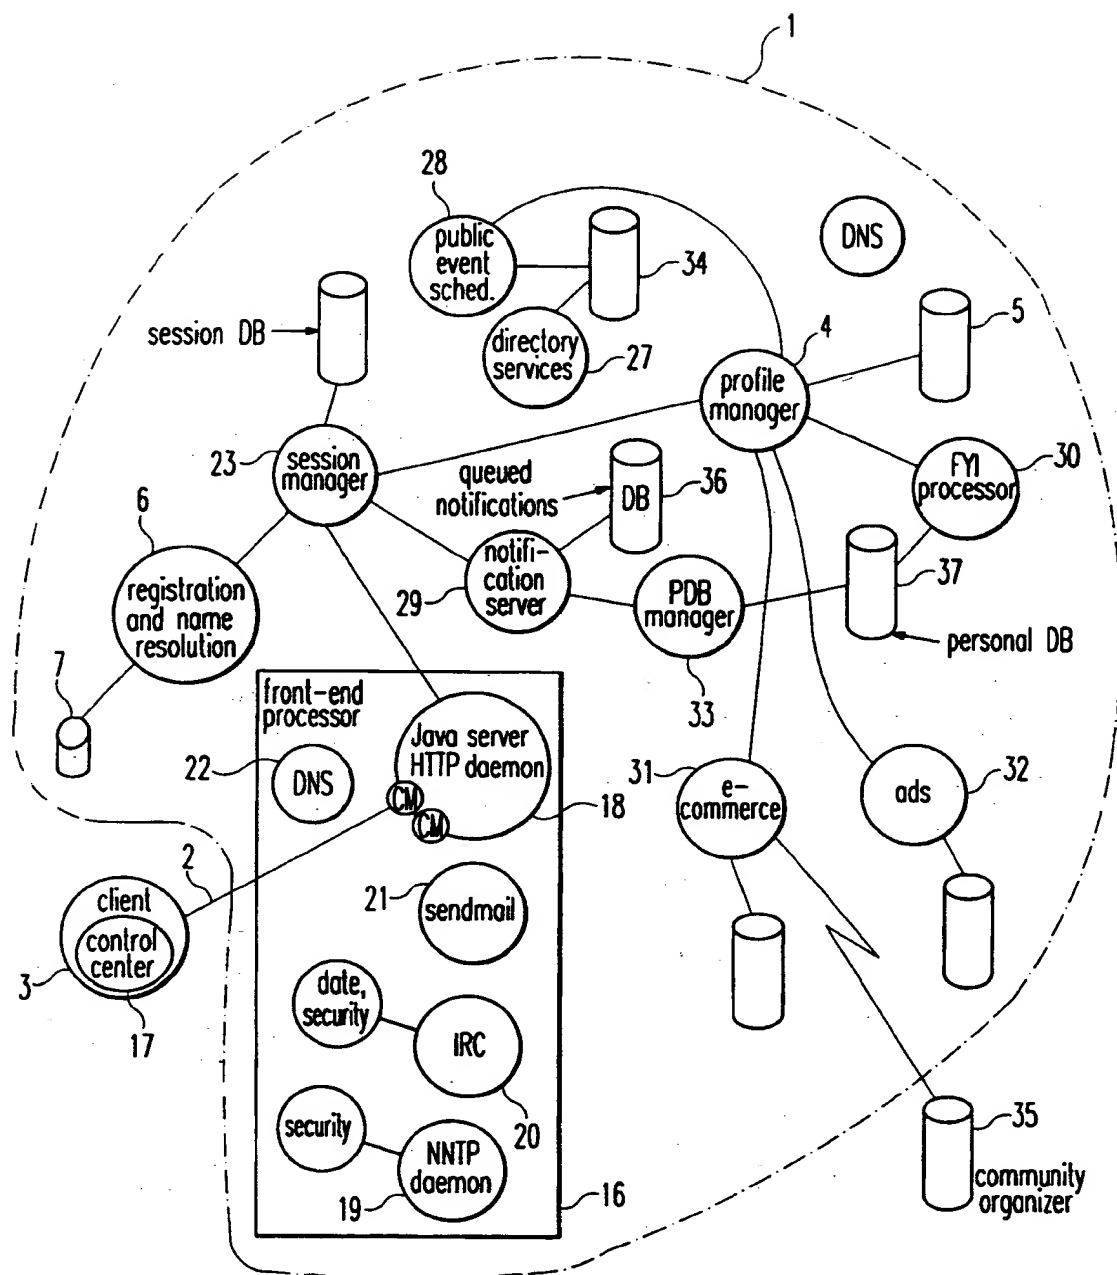 1
28
public
event
sched.
34
DNS
session DB
directory
services
27
4
5
profile
manager
23
session
manager
queued
notifications
DB
36
FYI
processor
30
6
registration
and name
resolution
29
notifi-
cation
server
PDB
manager
33
37
personal DB
7
front-end
processor
Java server
HTTP daemon
22
DNS
CM
CM
18
31
e-
commerce
ads
32
2
client
control
center
3
17
21
sendmail
date,
security
IRC
20
security
NNTP
daemon
19
16
35
community
organizer